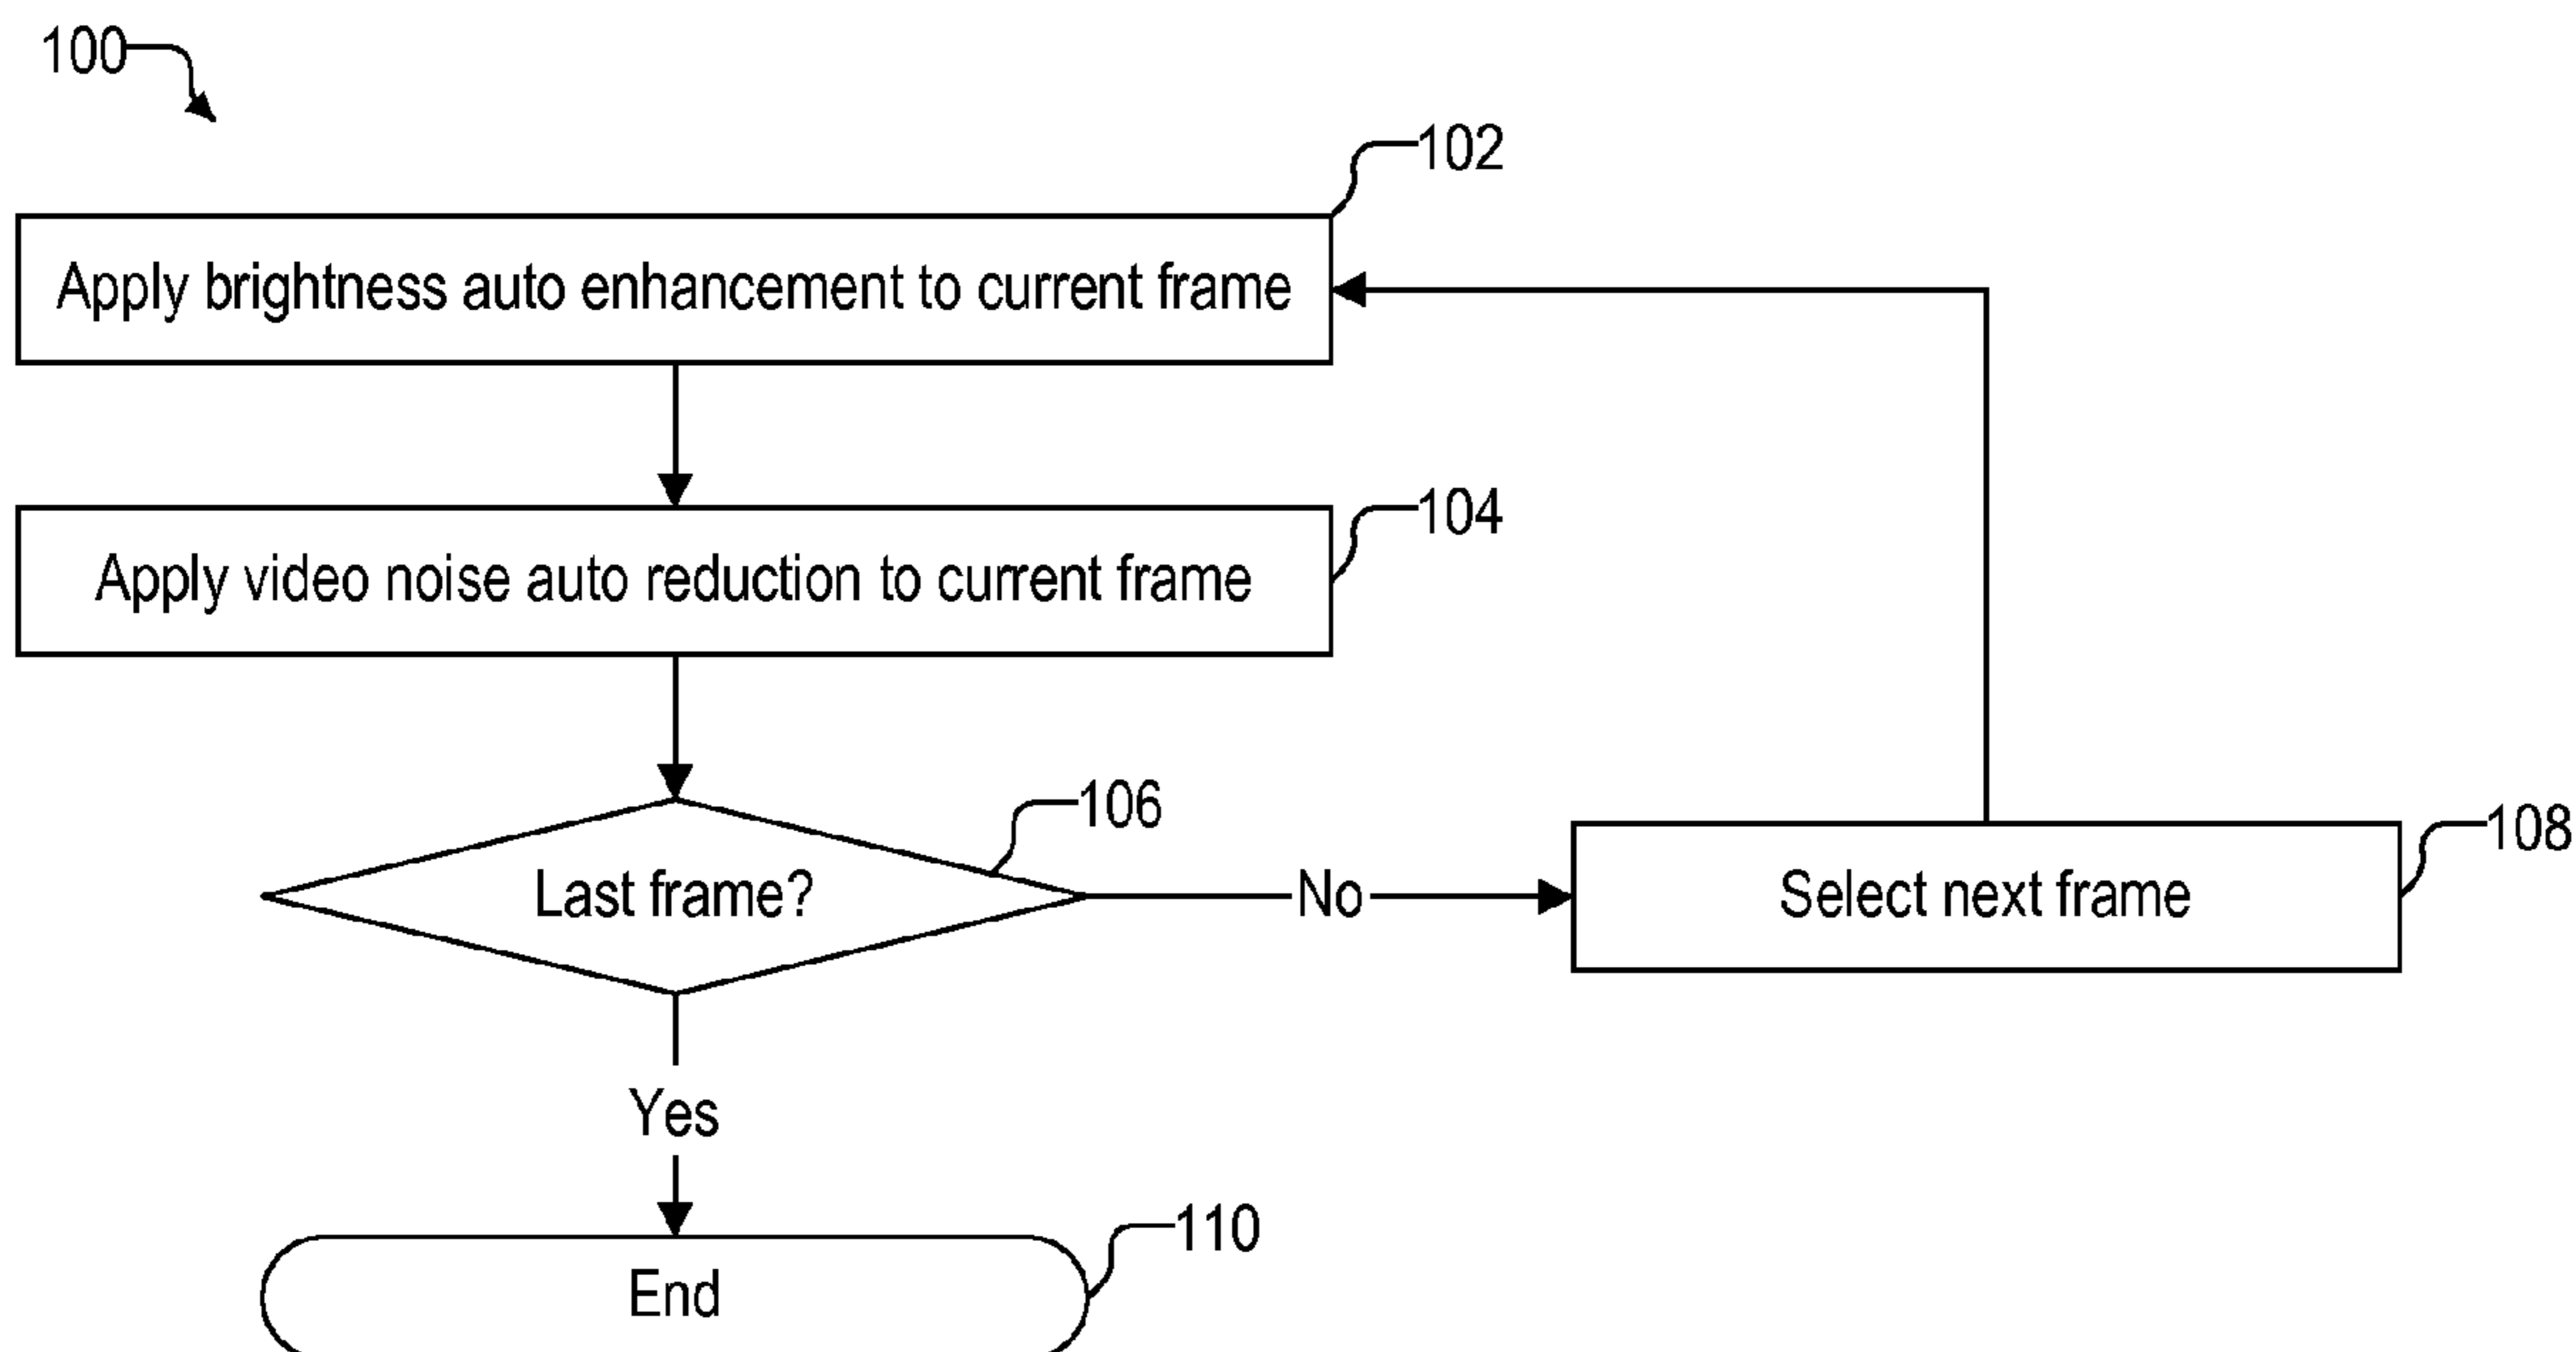 100
102
Apply brightness auto enhancement to current frame
104
Apply video noise auto reduction to current frame
106
Last frame?
No
108
Select next frame
Yes
110
End